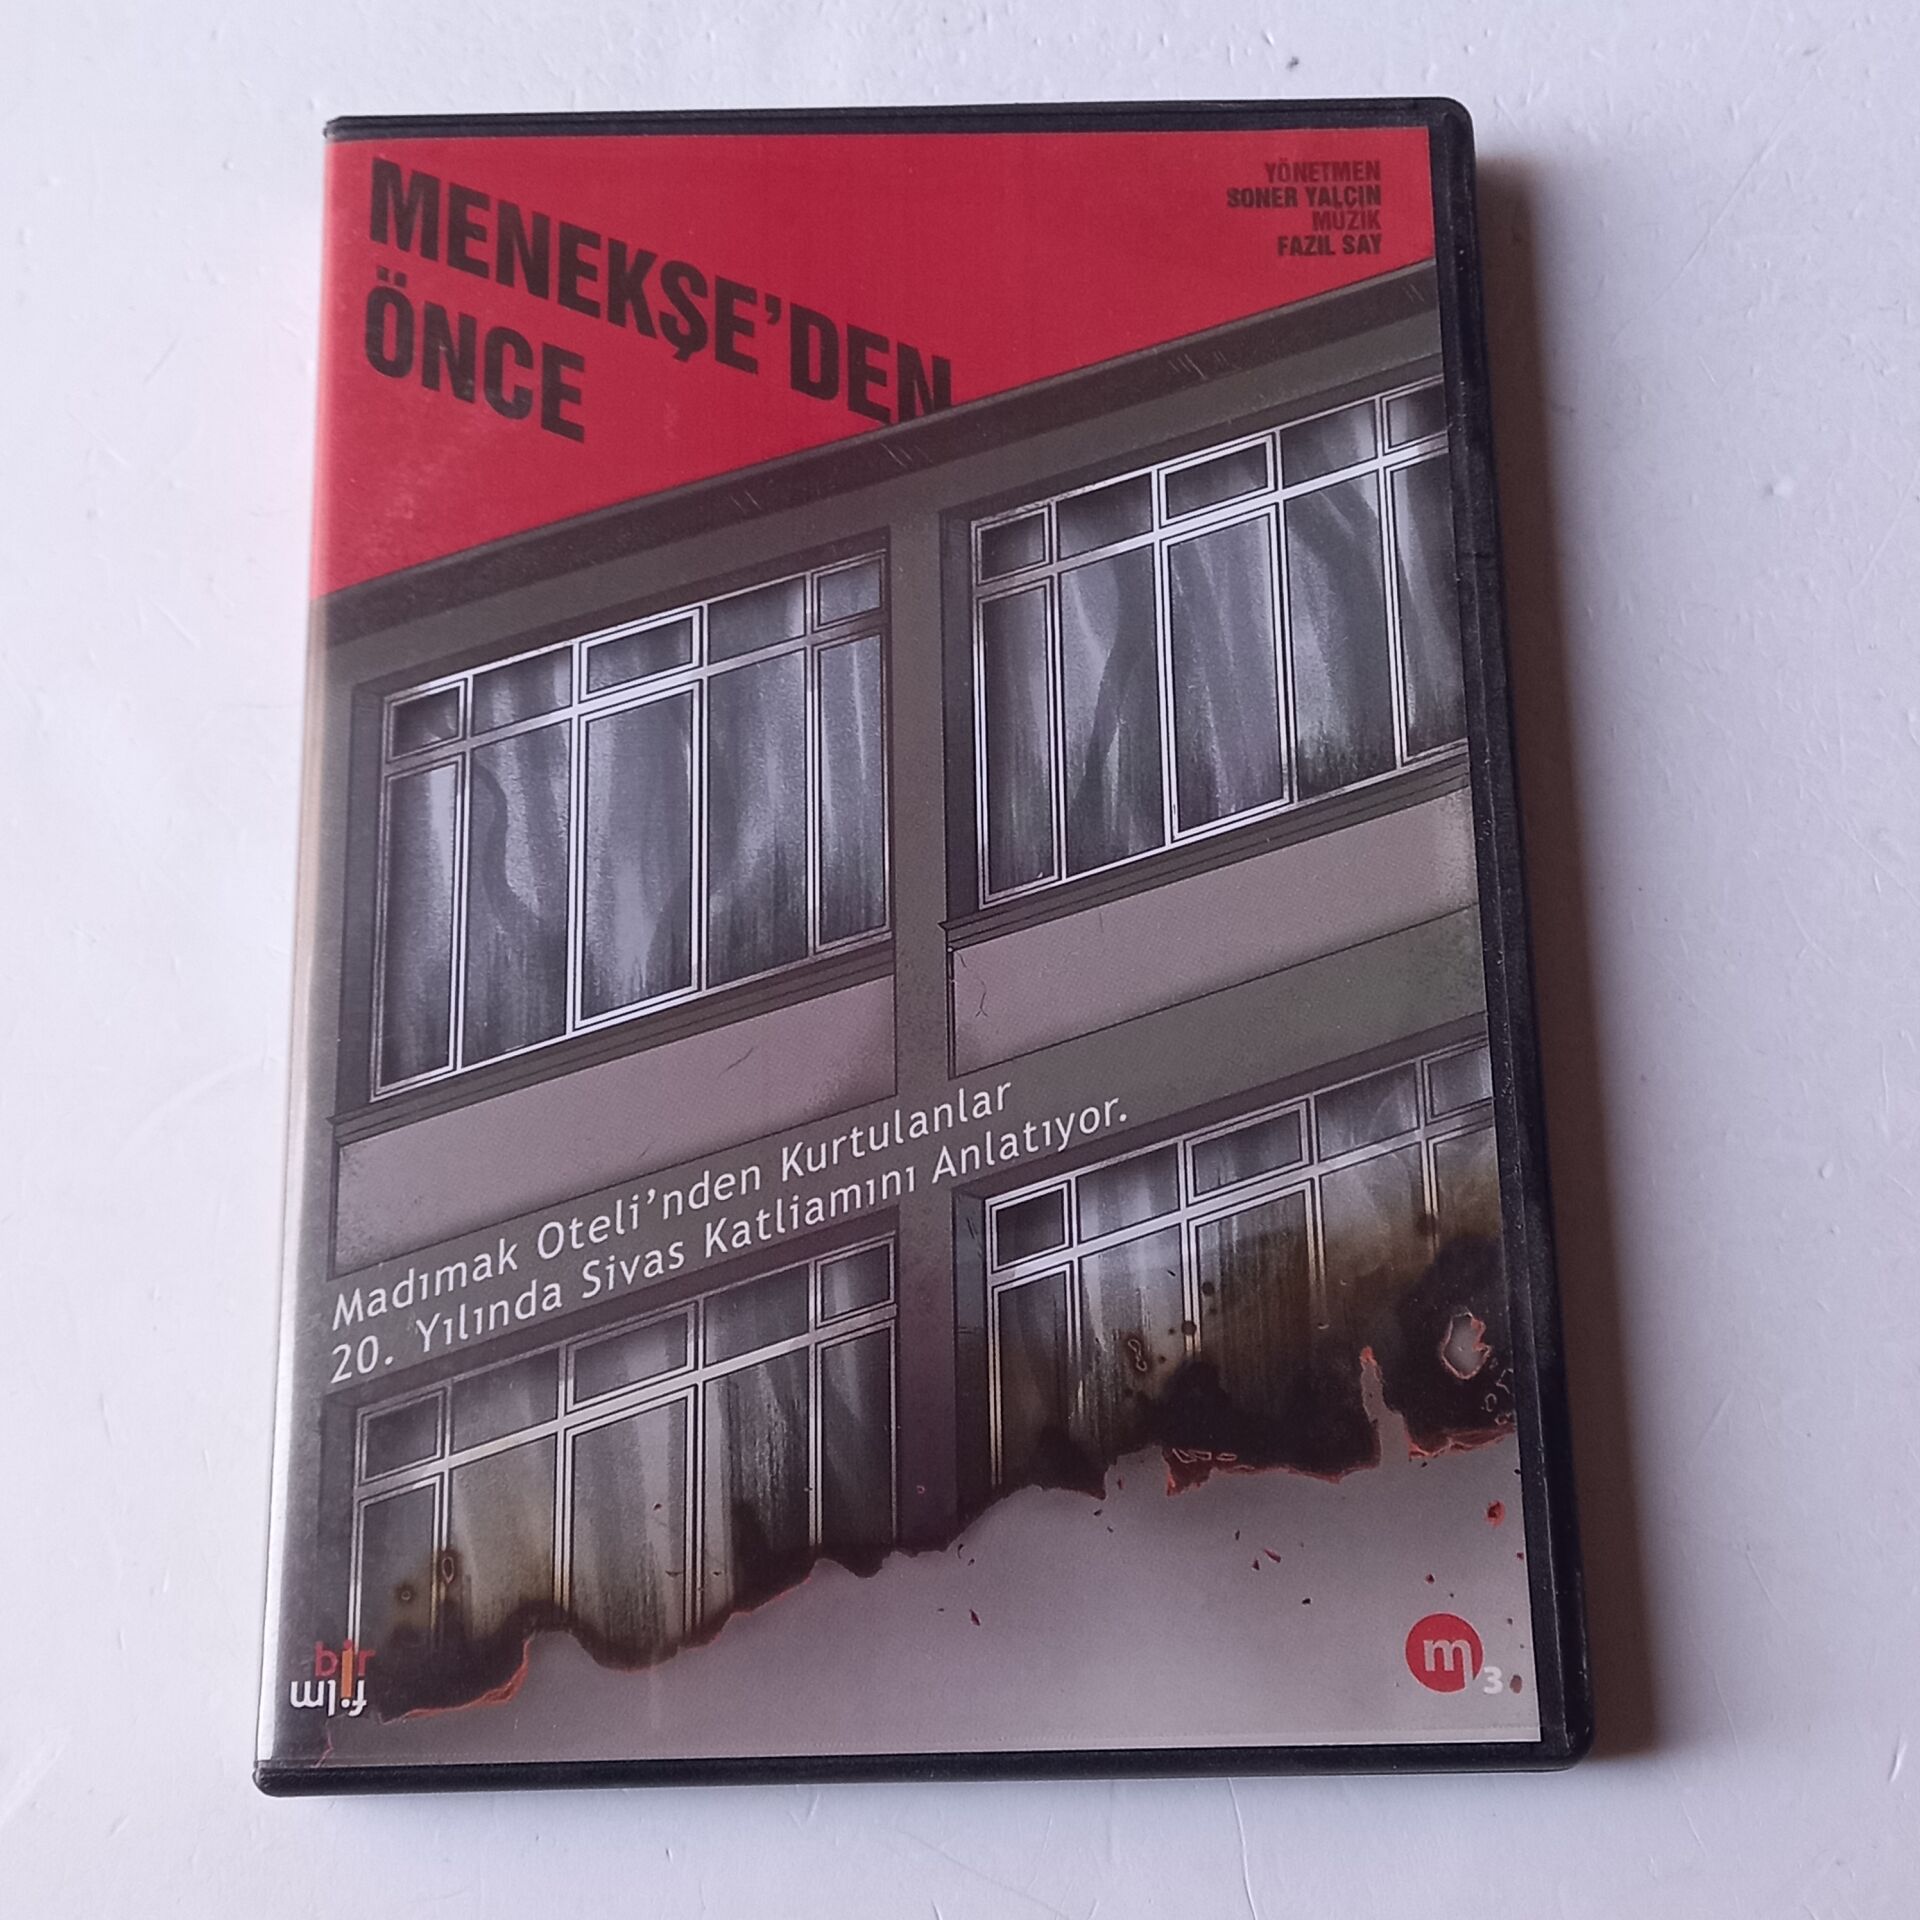 MENEKŞE'DEN
ÖNCE
YÖNETMEN
SONER YALÇIN
MÜZİK
FAZIL SAY
Madımak Oteli'nden Kurtulanlar
20. Yılında Sivas Katliamını Anlatıyor.
bir
film
m3